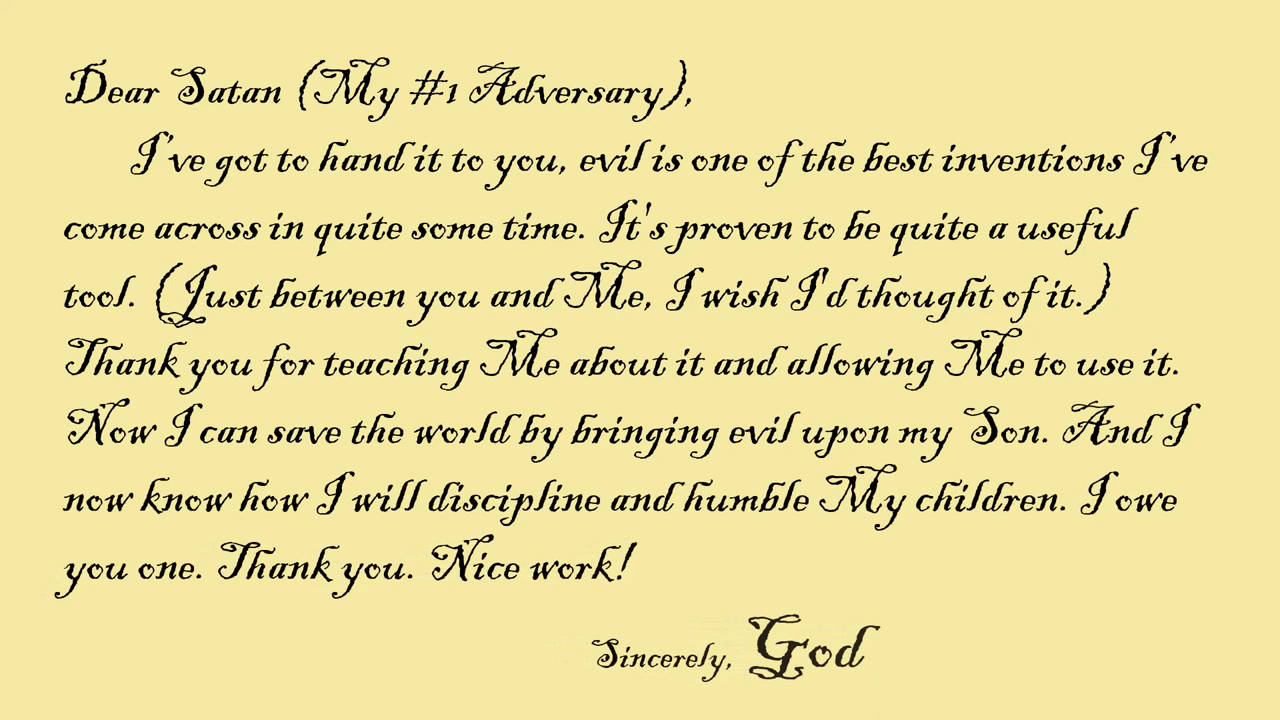 Dear Satan (My #1 Adversary),
I've got to hand it to you, evil is one of the best inventions I've
come across in quite some time. It's proven to be quite a useful
tool. (Just between you and Me, I wish I'd thought of it.)
Thank you for teaching Me about it and allowing Me to use it.
Now I can save the world by bringing evil upon my Son. And I
now know how I will discipline and humble My children. I owe
you one. Thank you. Nice work!
Sincerely, God